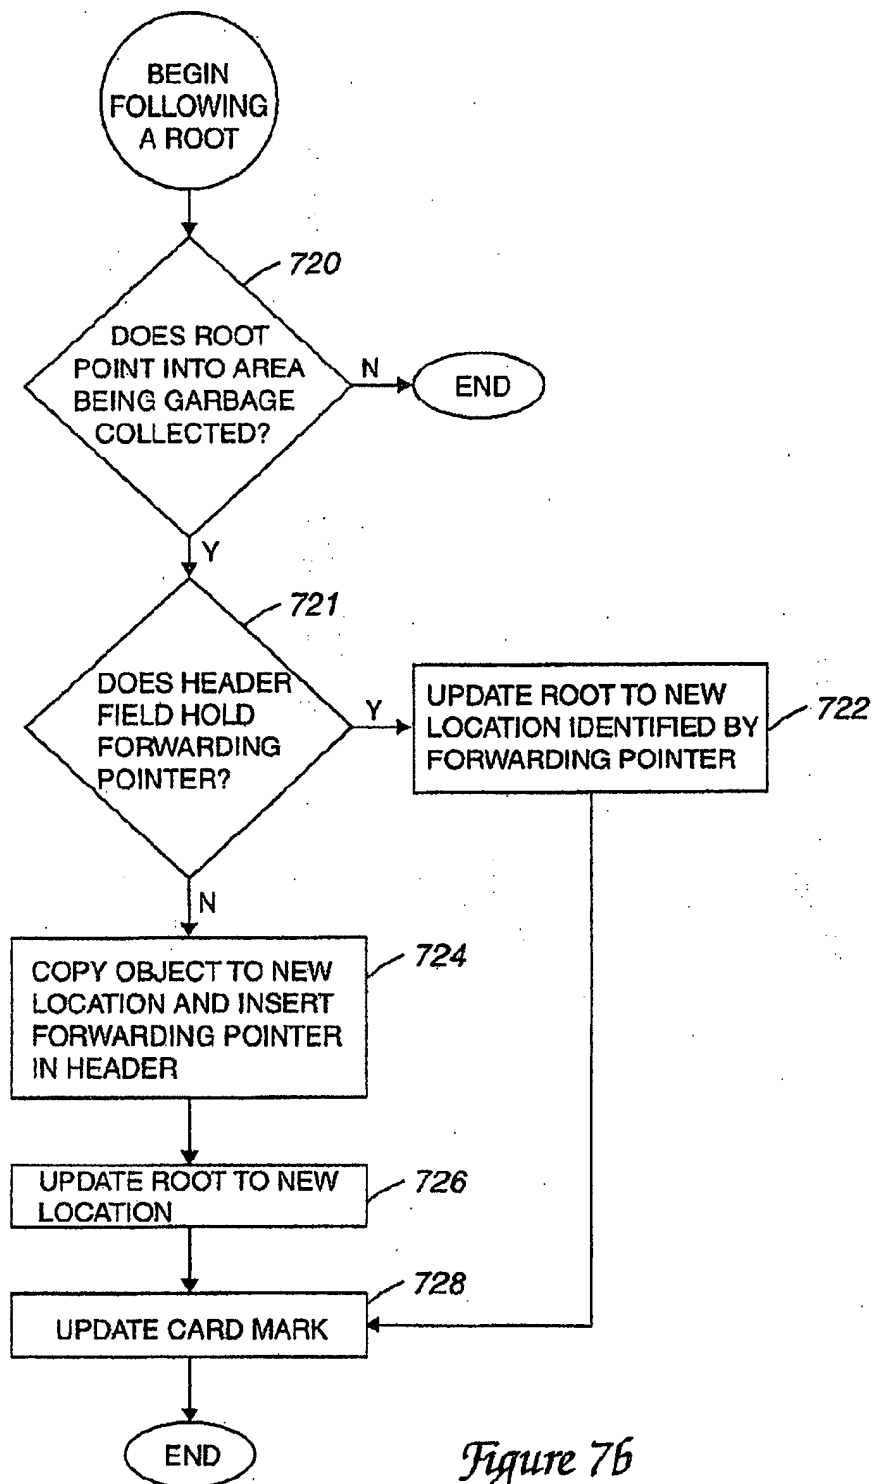 BEGIN
FOLLOWING
A ROOT
720
DOES ROOT
POINT INTO AREA
BEING GARBAGE
COLLECTED?
N
END
Y
721
DOES HEADER
FIELD HOLD
FORWARDING
POINTER?
Y
UPDATE ROOT TO NEW
LOCATION IDENTIFIED BY
FORWARDING POINTER
722
N
724
COPY OBJECT TO NEW
LOCATION AND INSERT
FORWARDING POINTER
IN HEADER
726
UPDATE ROOT TO NEW
LOCATION
728
UPDATE CARD MARK
END
Figure 7b